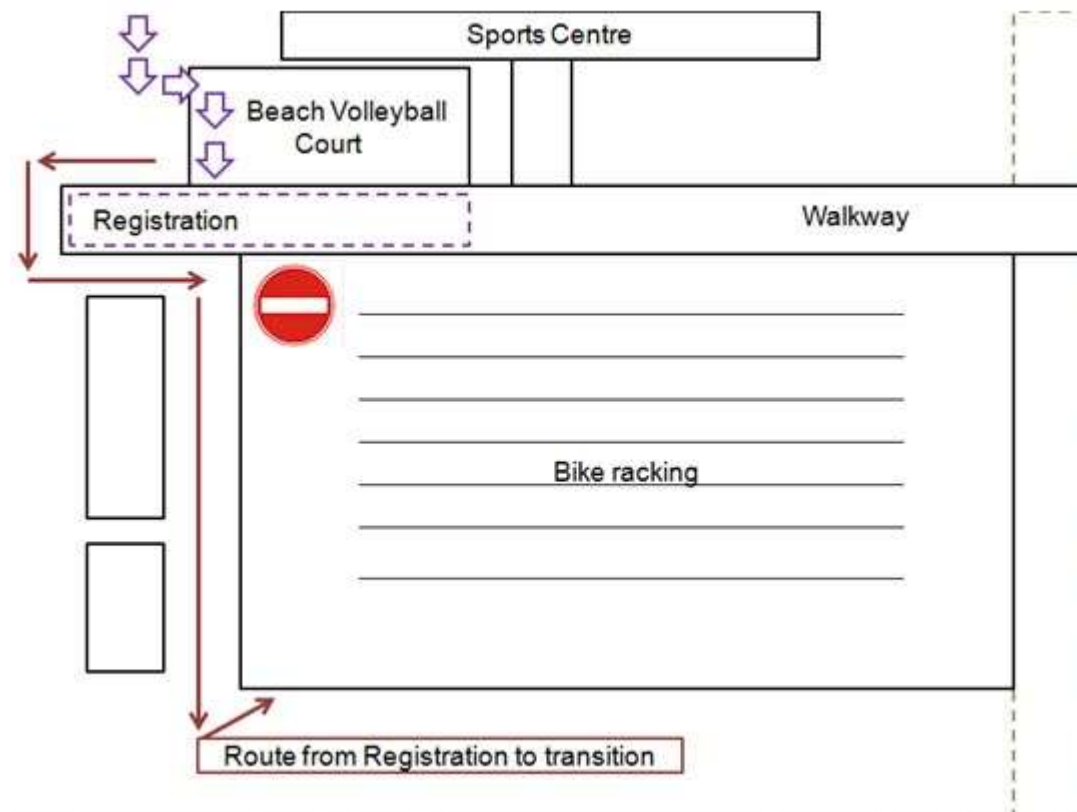 Sports Centre
Beach Volleyball
Court
Registration
Walkway
Bike racking
Route from Registration to transition